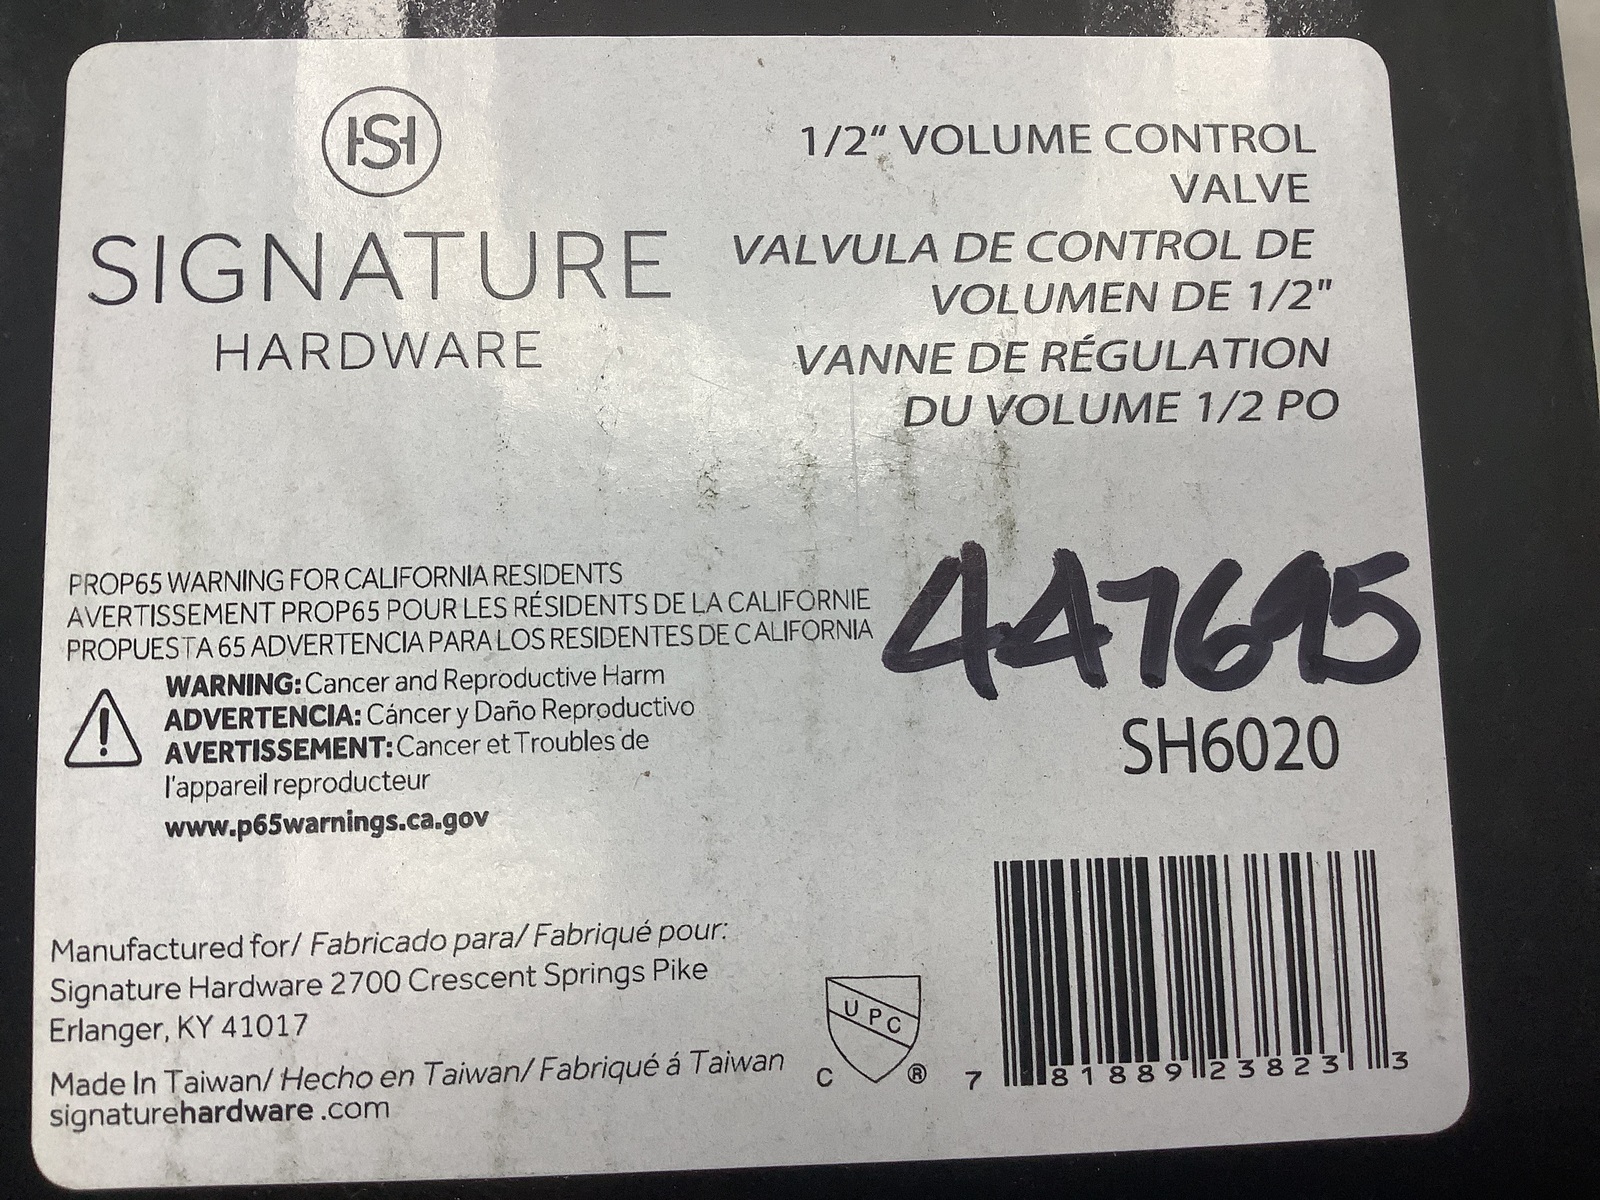 HSH
SIGNATURE
HARDWARE
1/2" VOLUME CONTROL
VALVE
VALVULA DE CONTROL DE
VOLUMEN DE 1/2"
VANNE DE RÉGULATION
DU VOLUME 1/2 PO
PROP65 WARNING FOR CALIFORNIA RESIDENTS
AVERTISSEMENT PROP65 POUR LES RÉSIDENTS DE LA CALIFORNIE
PROPUESTA 65 ADVERTENCIA PARA LOS RESIDENTES DE CALIFORNIA
WARNING: Cancer and Reproductive Harm
ADVERTENCIA: Cáncer y Daño Reproductivo
AVERTISSEMENT: Cancer et Troubles de
l'appareil reproducteur
www.p65warnings.ca.gov
447695
SH6020
Manufactured for/ Fabricado para/ Fabriqué pour:
Signature Hardware 2700 Crescent Springs Pike
Erlanger, KY 41017
Made In Taiwan/ Hecho en Taiwan/ Fabriqué á Taiwan
signaturehardware.com
UPC
C ®
7 81889 23823 3